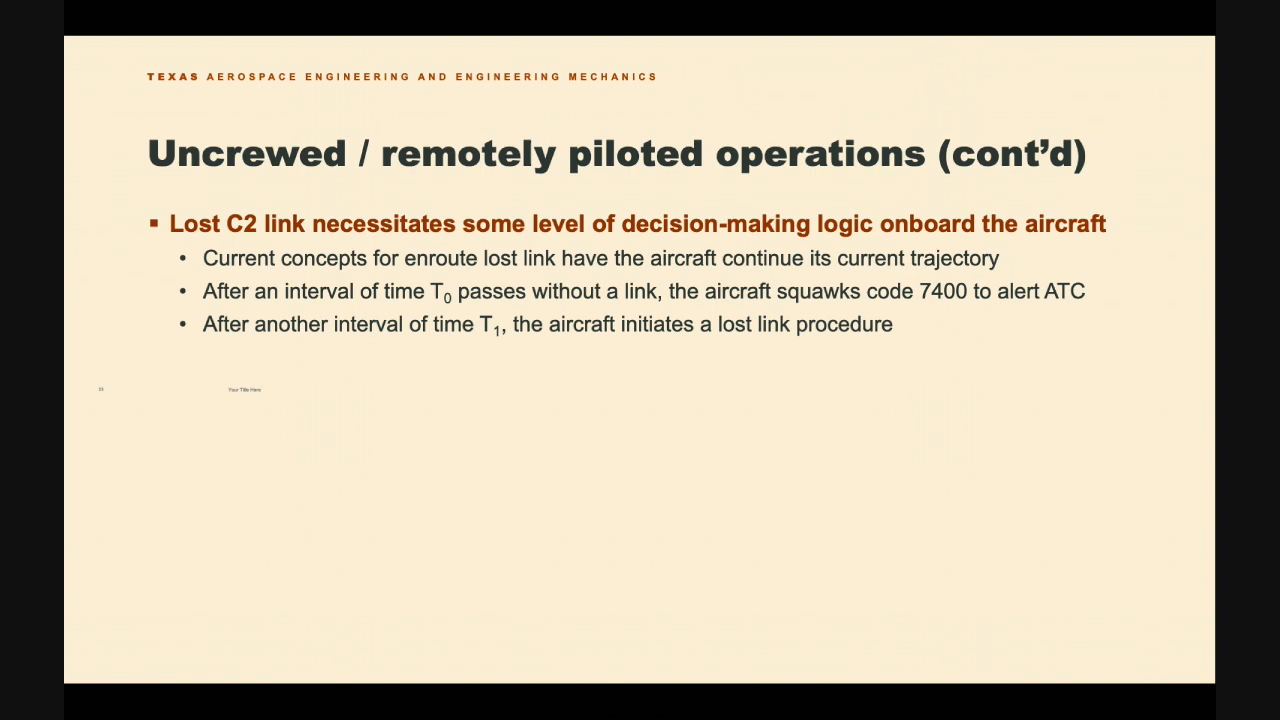 TEXAS AEROSPACE ENGINEERING AND ENGINEERING MECHANICS
Uncrewed / remotely piloted operations (cont’d)
▪ Lost C2 link necessitates some level of decision-making logic onboard the aircraft
• Current concepts for enroute lost link have the aircraft continue its current trajectory
• After an interval of time T₀ passes without a link, the aircraft squawks code 7400 to alert ATC
• After another interval of time T₁, the aircraft initiates a lost link procedure
Your Title Here